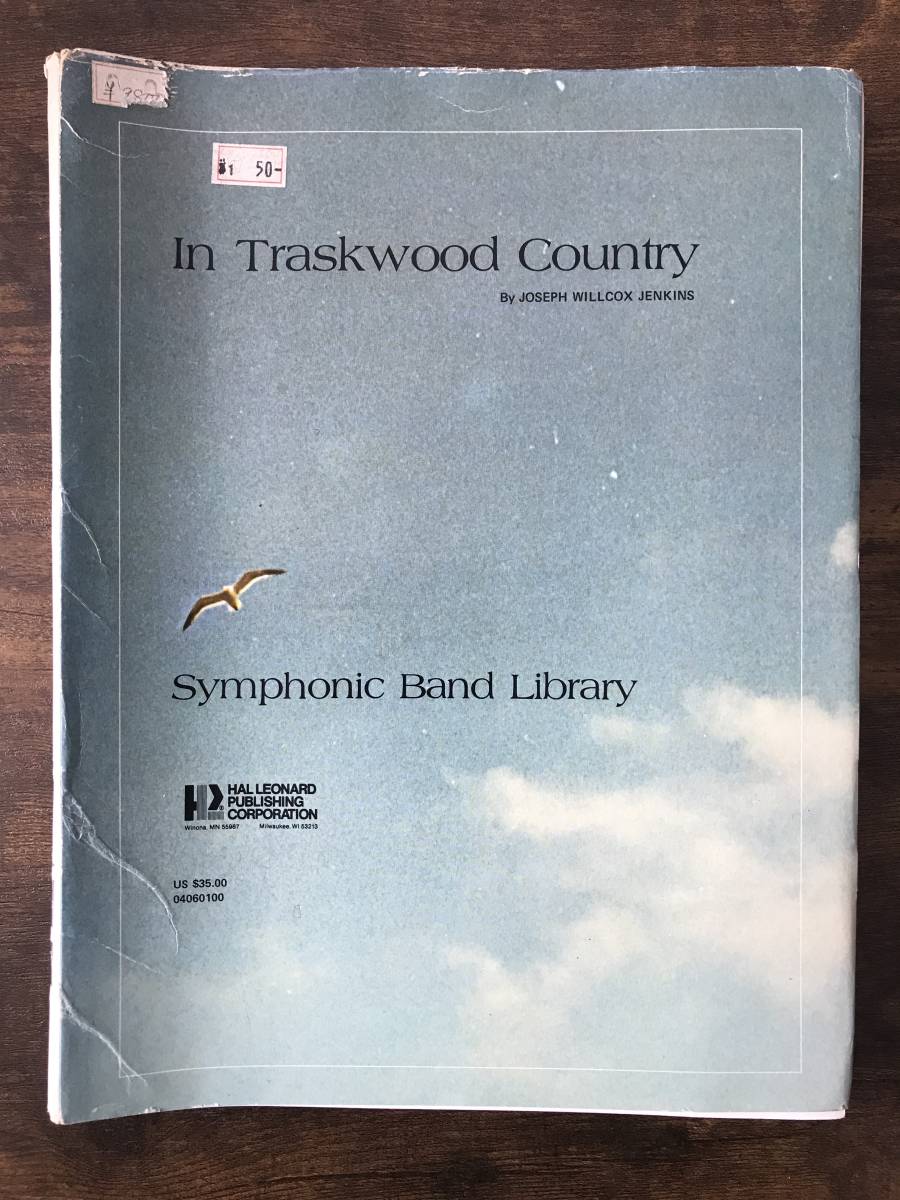 ¥
50-
In Traskwood Country
By JOSEPH WILLCOX JENKINS
Symphonic Band Library
HAL LEONARD
PUBLISHING
CORPORATION
Winona, MN 55987 Milwaukee, WI 53213
US $35.00
04060100